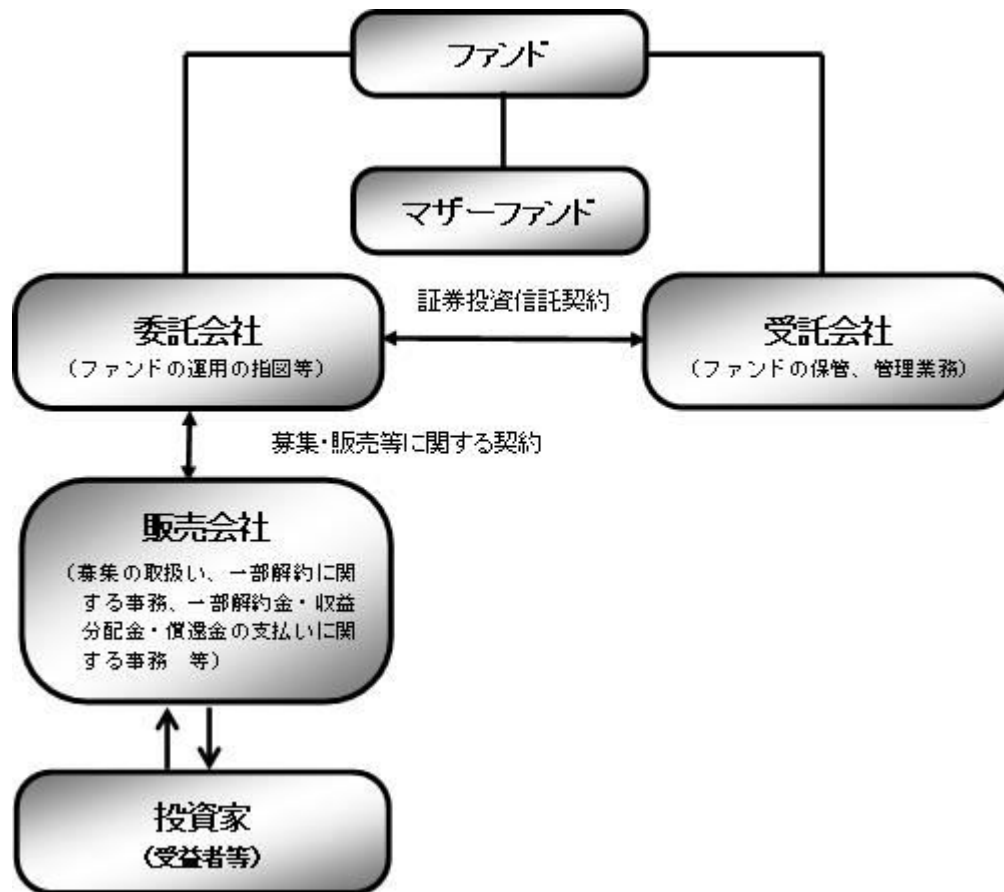 ファンド
マザーファンド
証券投資信託契約
委託会社
（ファンドの運用の指図等）
受託会社
（ファンドの保管、管理業務）
募集・販売等に関する契約
販売会社
（募集の取扱い、一部解約に関
する事務、一部解約金・収益
分配金・償還金の支払いに関
する事務　等）
投資家
（受益者等）